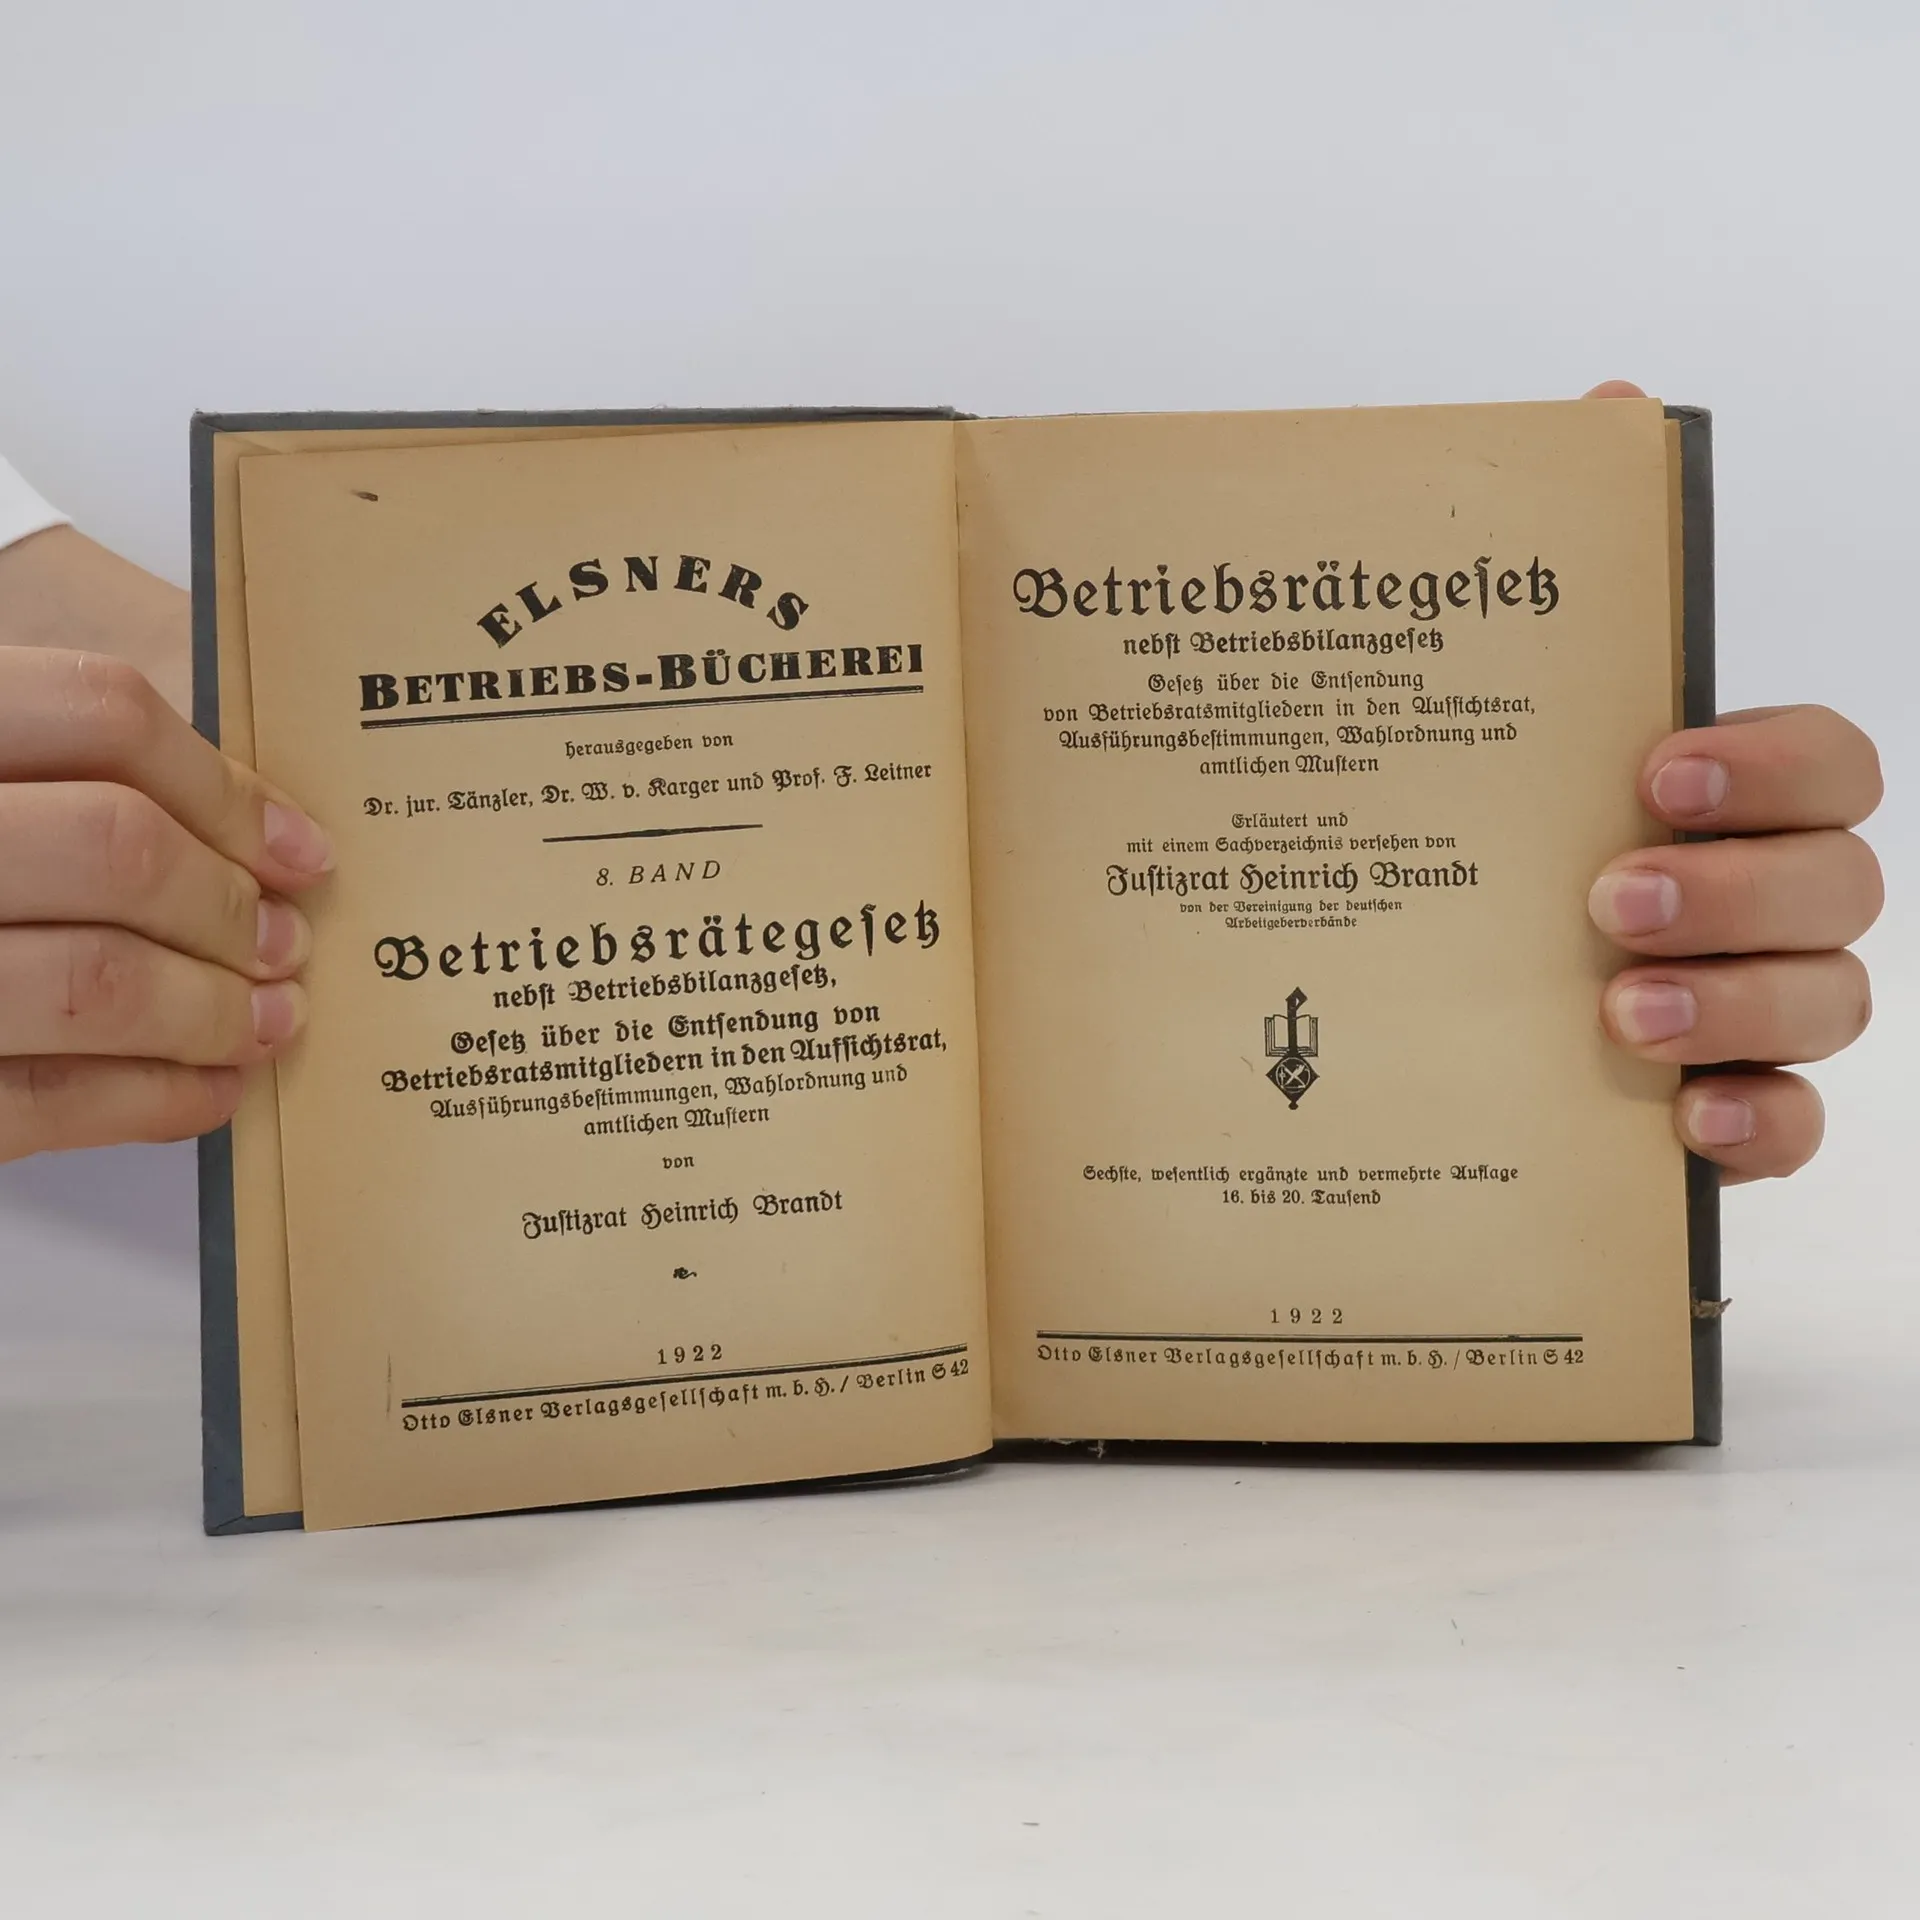 ELSNERS
BETRIEBS-BÜCHEREI
herausgegeben von
Dr. jur. Tänzler, Dr. W. v. Karger und Prof. F. Leitner
8. BAND
Betriebsrätegeſetz
nebſt Betriebsbilanzgeſetz,
Geſetz über die Entſendung von
Betriebsratsmitgliedern in den Aufſichtsrat,
Ausführungsbeſtimmungen, Wahlordnung und
amtlichen Muſtern
von
Juſtizrat Heinrich Brandt
1922
Otto Elsner Verlagsgeſellſchaft m. b. H. / Berlin S 42
Betriebsrätegeſetz
nebſt Betriebsbilanzgeſetz
Geſetz über die Entſendung
von Betriebsratsmitgliedern in den Aufſichtsrat,
Ausführungsbeſtimmungen, Wahlordnung und
amtlichen Muſtern
Erläutert und
mit einem Sachverzeichnis verſehen von
Juſtizrat Heinrich Brandt
von der Vereinigung der deutſchen
Arbeitgeberverbände
Sechſte, weſentlich ergänzte und vermehrte Auflage
16. bis 20. Tauſend
1922
Otto Elsner Verlagsgeſellſchaft m. b. H. / Berlin S 42